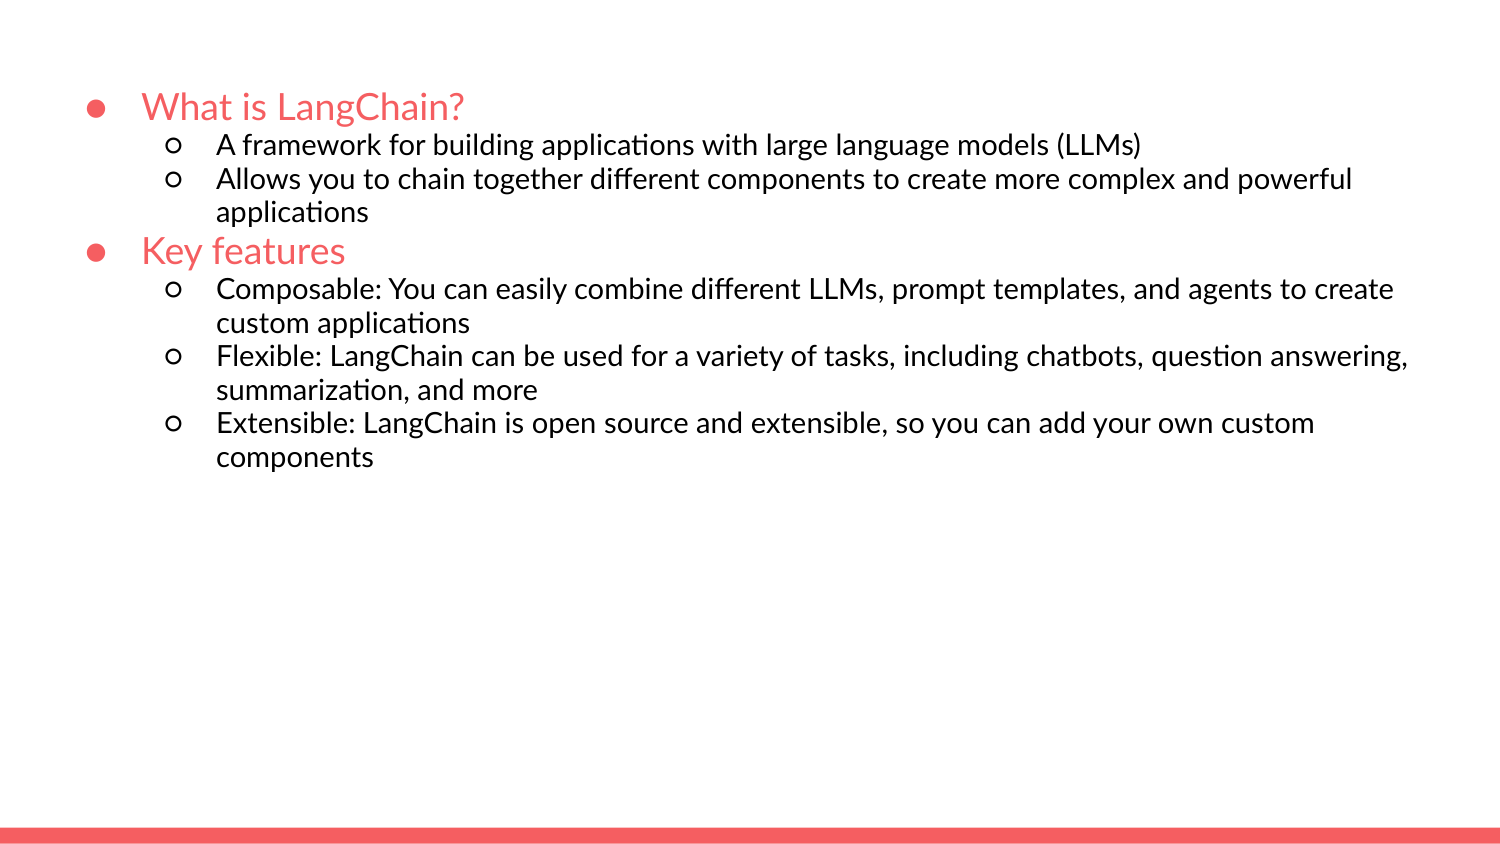 ● What is LangChain?
○ A framework for building applications with large language models (LLMs)
○ Allows you to chain together different components to create more complex and powerful
applications
● Key features
○ Composable: You can easily combine different LLMs, prompt templates, and agents to create
custom applications
○ Flexible: LangChain can be used for a variety of tasks, including chatbots, question answering,
summarization, and more
○ Extensible: LangChain is open source and extensible, so you can add your own custom
components